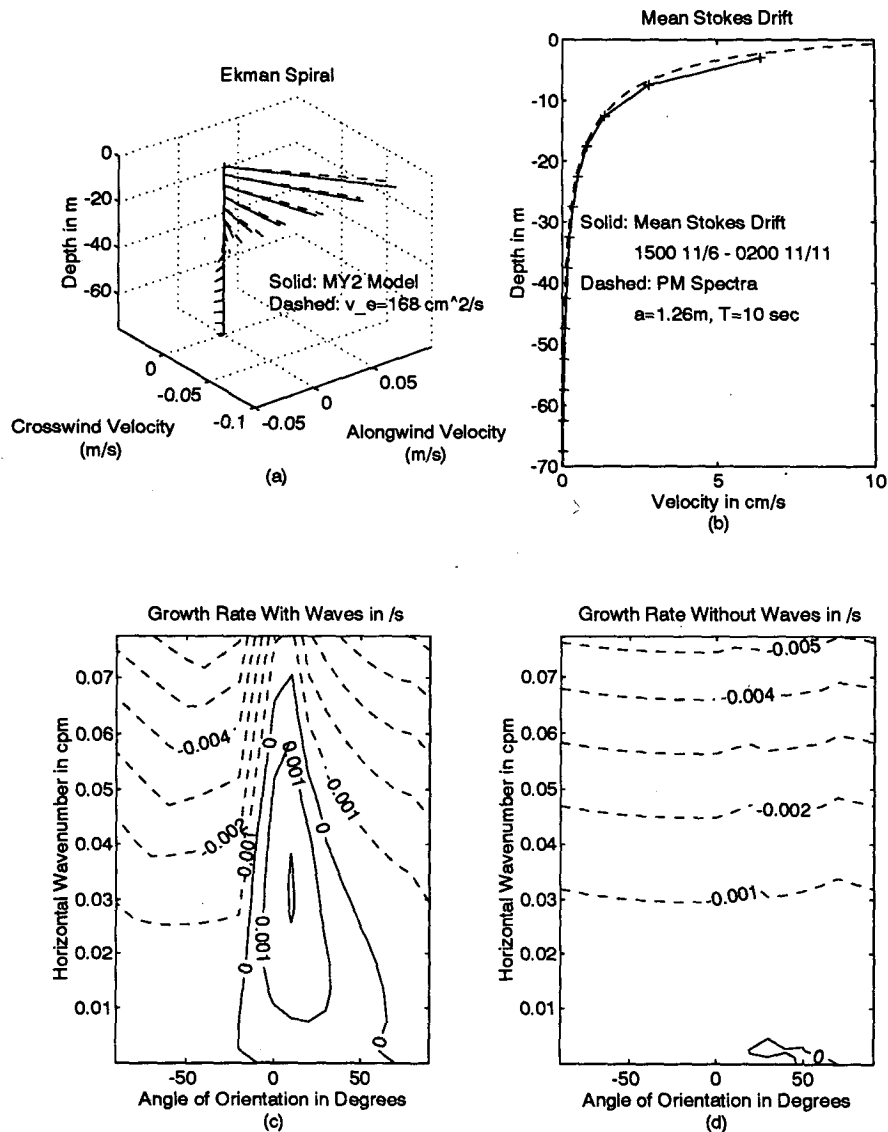 Ekman Spiral
0
-20
-40
-60
Depth in m
Solid: MY2 Model
Dashed: v_e=168 cm^2/s
0
-0.05
-0.1
-0.05
0
0.05
Crosswind Velocity
(m/s)
Alongwind Velocity
(m/s)
(a)
Mean Stokes Drift
0
-10
-20
-30
-40
-50
-60
-70
Depth in m
Solid: Mean Stokes Drift
1500 11/6 - 0200 11/11
Dashed: PM Spectra
a=1.26m, T=10 sec
0
5
10
Velocity in cm/s
(b)
Growth Rate With Waves in /s
0.07
0.06
0.05
0.04
0.03
0.02
0.01
Horizontal Wavenumber in cpm
-0.004
0
0.001
-0.001
-0.002
-0.001
0
0.001
0
0
-50
0
50
Angle of Orientation in Degrees
(c)
Growth Rate Without Waves in /s
0.07
0.06
0.05
0.04
0.03
0.02
0.01
Horizontal Wavenumber in cpm
-0.005
-0.004
-0.002
-0.001
0
-50
0
50
Angle of Orientation in Degrees
(d)